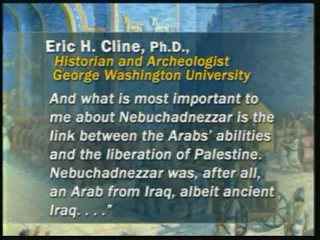 Eric H. Cline, Ph.D.,
Historian and Archeologist
George Washington University
And what is most important to
me about Nebuchadnezzar is the
link between the Arabs' abilities
and the liberation of Palestine.
Nebuchadnezzar was, after all,
an Arab from Iraq, albeit ancient
Iraq. . . ."